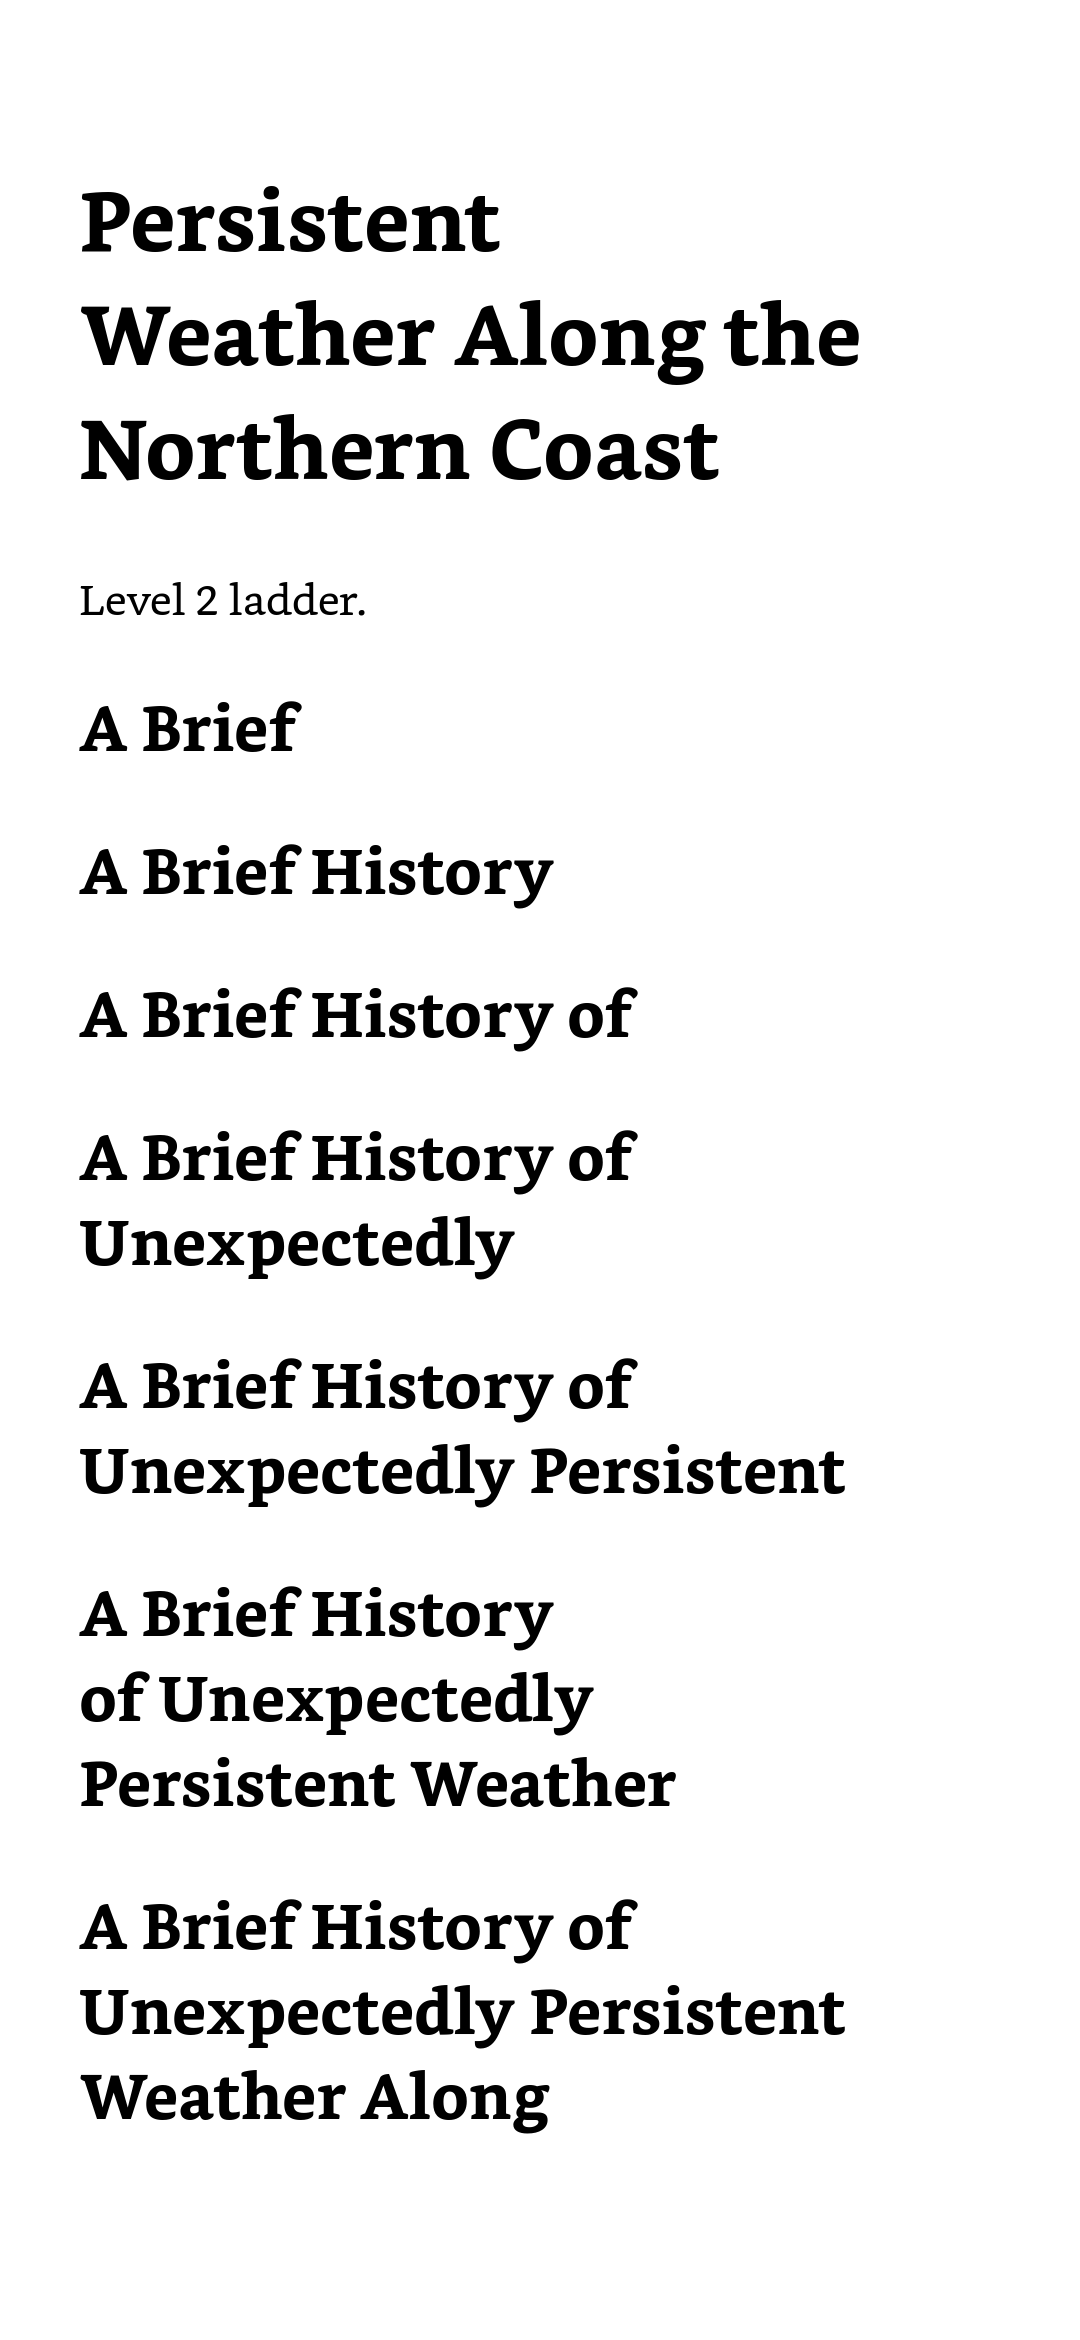 Persistent
Weather Along the
Northern Coast
Level 2 ladder.
A Brief
A Brief History
A Brief History of
A Brief History of
Unexpectedly
A Brief History of
Unexpectedly Persistent
A Brief History
of Unexpectedly
Persistent Weather
A Brief History of
Unexpectedly Persistent
Weather Along